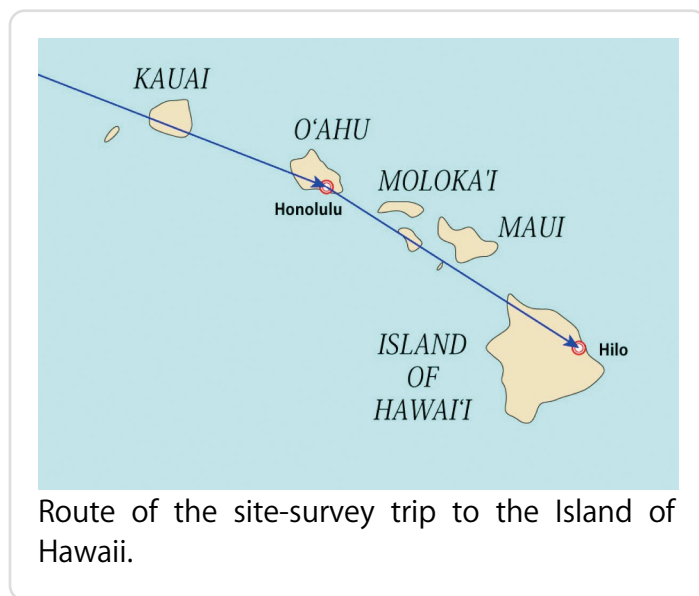 KAUAI
O‘AHU
Honolulu
MOLOKA'I
MAUI
ISLAND
OF
HAWAI‘I
Hilo
Route of the site-survey trip to the Island of
Hawaii.